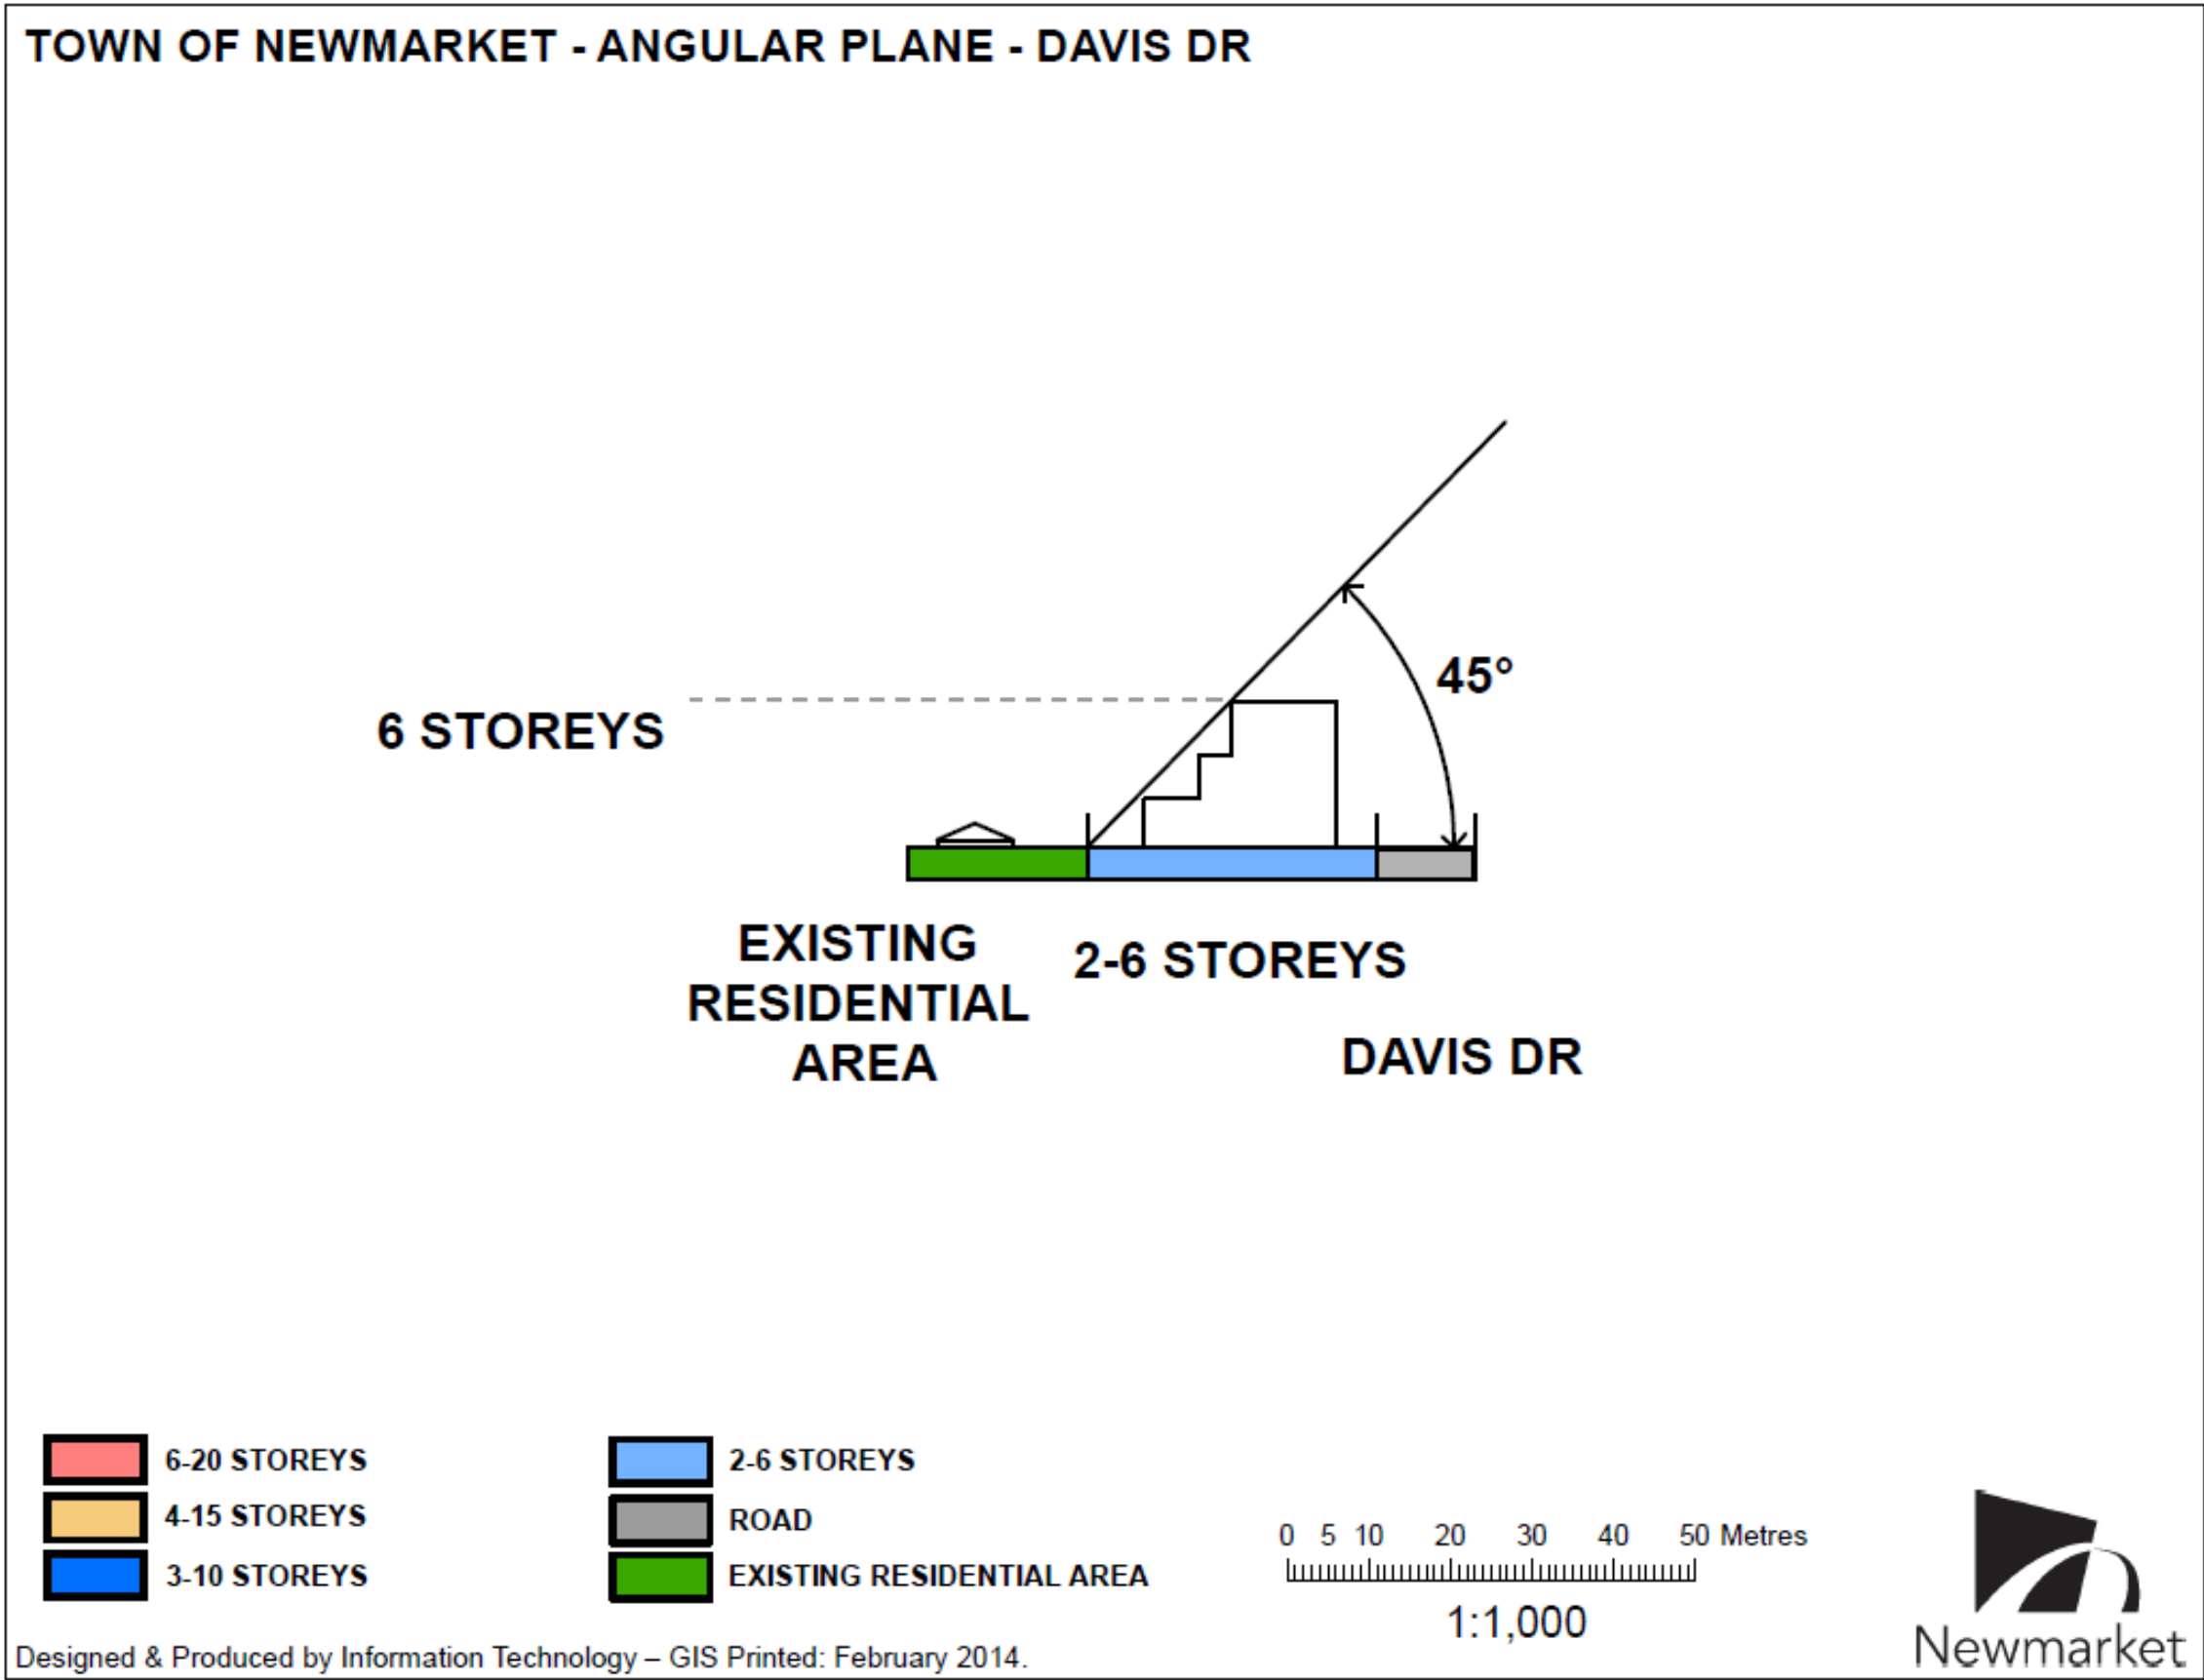 TOWN OF NEWMARKET - ANGULAR PLANE - DAVIS DR
45°
6 STOREYS
EXISTING
RESIDENTIAL
AREA
2-6 STOREYS
DAVIS DR
6-20 STOREYS
4-15 STOREYS
3-10 STOREYS
2-6 STOREYS
ROAD
EXISTING RESIDENTIAL AREA
0 5 10 20 30 40 50 Metres
1:1,000
Newmarket
Designed & Produced by Information Technology – GIS Printed: February 2014.